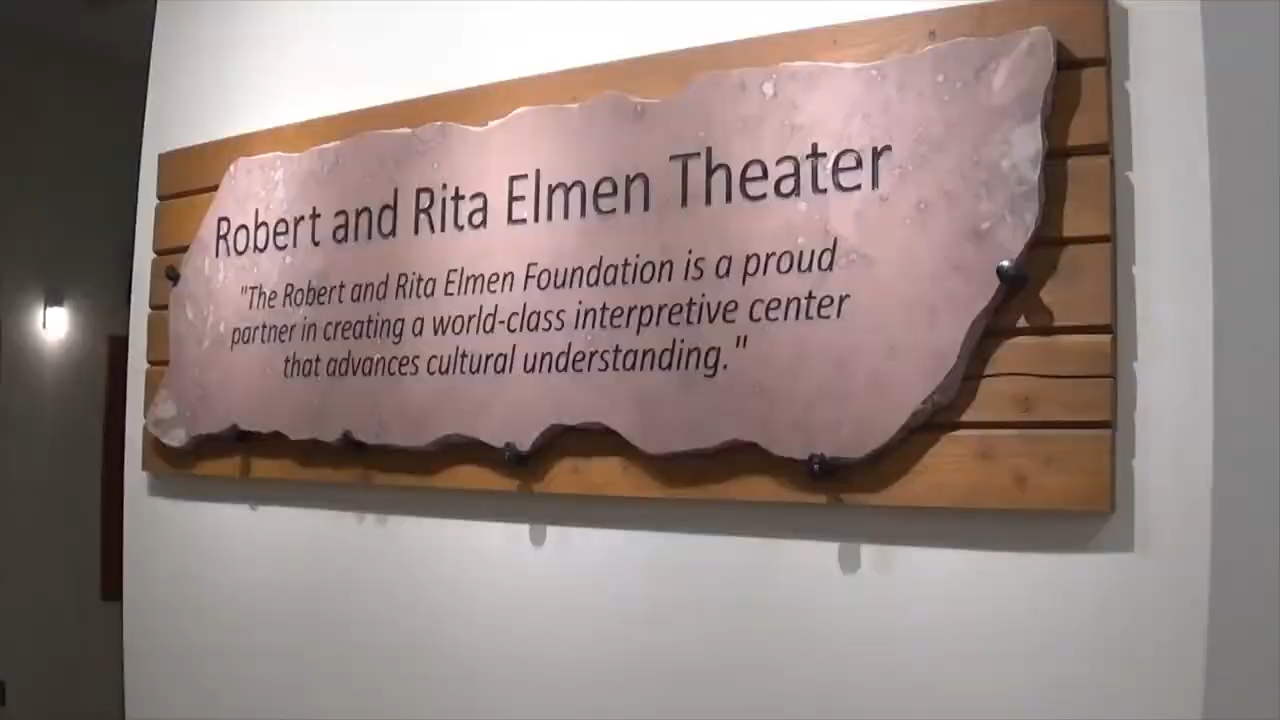 Robert and Rita Elmen Theater
"The Robert and Rita Elmen Foundation is a proud
partner in creating a world-class interpretive center
that advances cultural understanding."